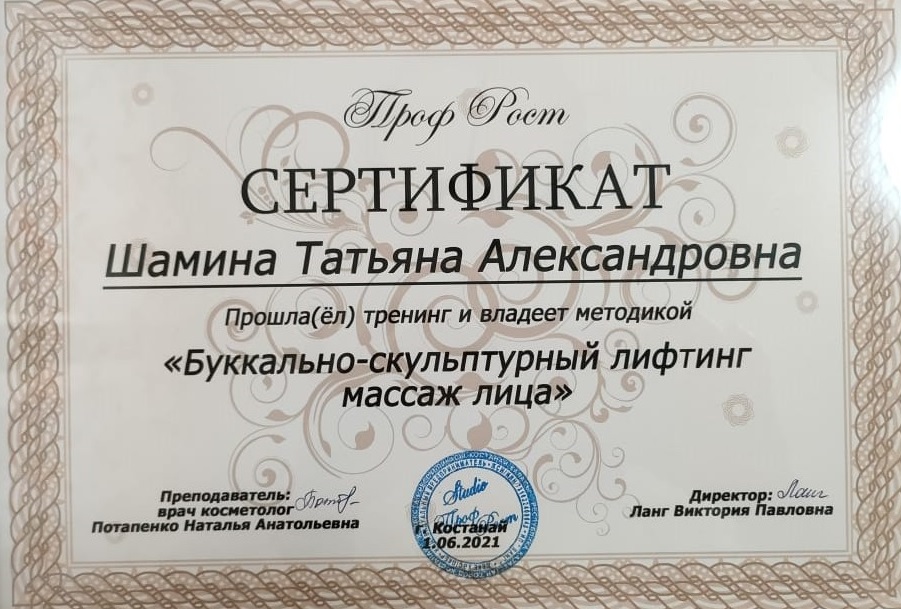 Проф Рост
СЕРТИФИКАТ
Шамина Татьяна Александровна
Прошла(ёл) тренинг и владеет методикой
«Буккально-скульптурный лифтинг
массаж лица»
Преподаватель:
врач косметолог
Потапенко Наталья Анатольевна
Studio
Проф Рост
г. Костанай
1.06.2021
Директор:
Ланг Виктория Павловна